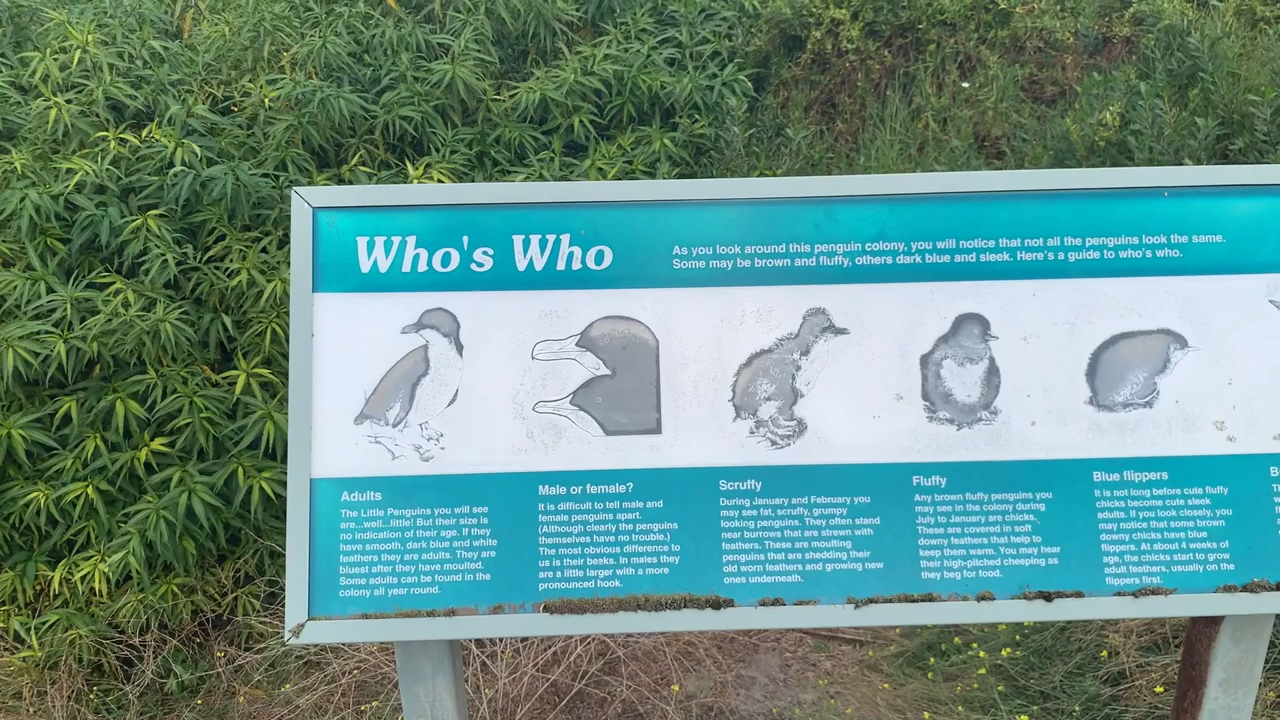 Who's Who
As you look around this penguin colony, you will notice that not all the penguins look the same.
Some may be brown and fluffy, others dark blue and sleek. Here's a guide to who's who.
Adults
The Little Penguins you will see
are...well...little! But their size is
no indication of their age. If they
have smooth, dark blue and white
feathers they are adults. They are
bluest after they have moulted.
Some adults can be found in the
colony all year round.
Male or female?
It is difficult to tell male and
female penguins apart.
(Although clearly the penguins
themselves have no trouble.)
The most obvious difference to
us is their beaks. In males they
are a little larger with a more
pronounced hook.
Scruffy
During January and February you
may see fat, scruffy, grumpy
looking penguins. They often stand
near burrows that are strewn with
feathers. These are moulting
penguins that are shedding their
old worn feathers and growing new
ones underneath.
Fluffy
Any brown fluffy penguins you
may see in the colony during
July to January are chicks.
These are covered in soft
downy feathers that help to
keep them warm. You may hear
their high-pitched cheeping as
they beg for food.
Blue flippers
It is not long before cute fluffy
chicks become cute sleek
adults. If you look closely, you
may notice that some brown
downy chicks have blue
flippers. At about 4 weeks of
age, the chicks start to grow
adult feathers, usually on the
flippers first.